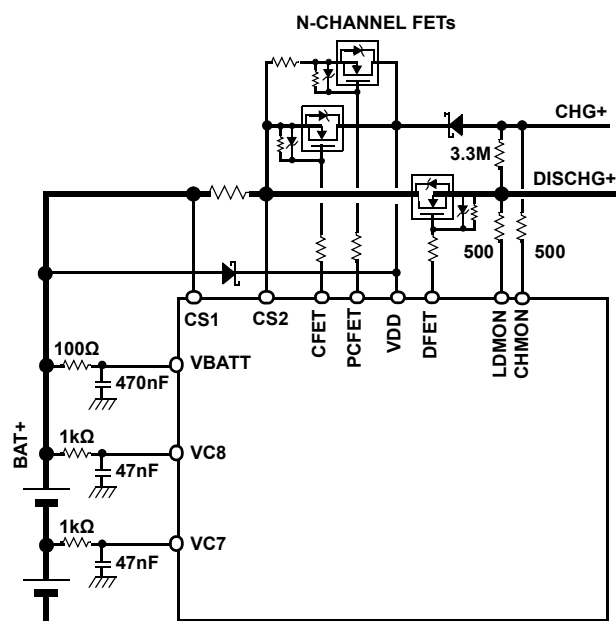 N-CHANNEL FETs
CHG+
3.3M
DISCHG+
500
500
CS1
CS2
CFET
PCFET
VDD
DFET
LDMON
CHMON
100Ω
VBATT
470nF
BAT+
1kΩ
VC8
47nF
1kΩ
VC7
47nF